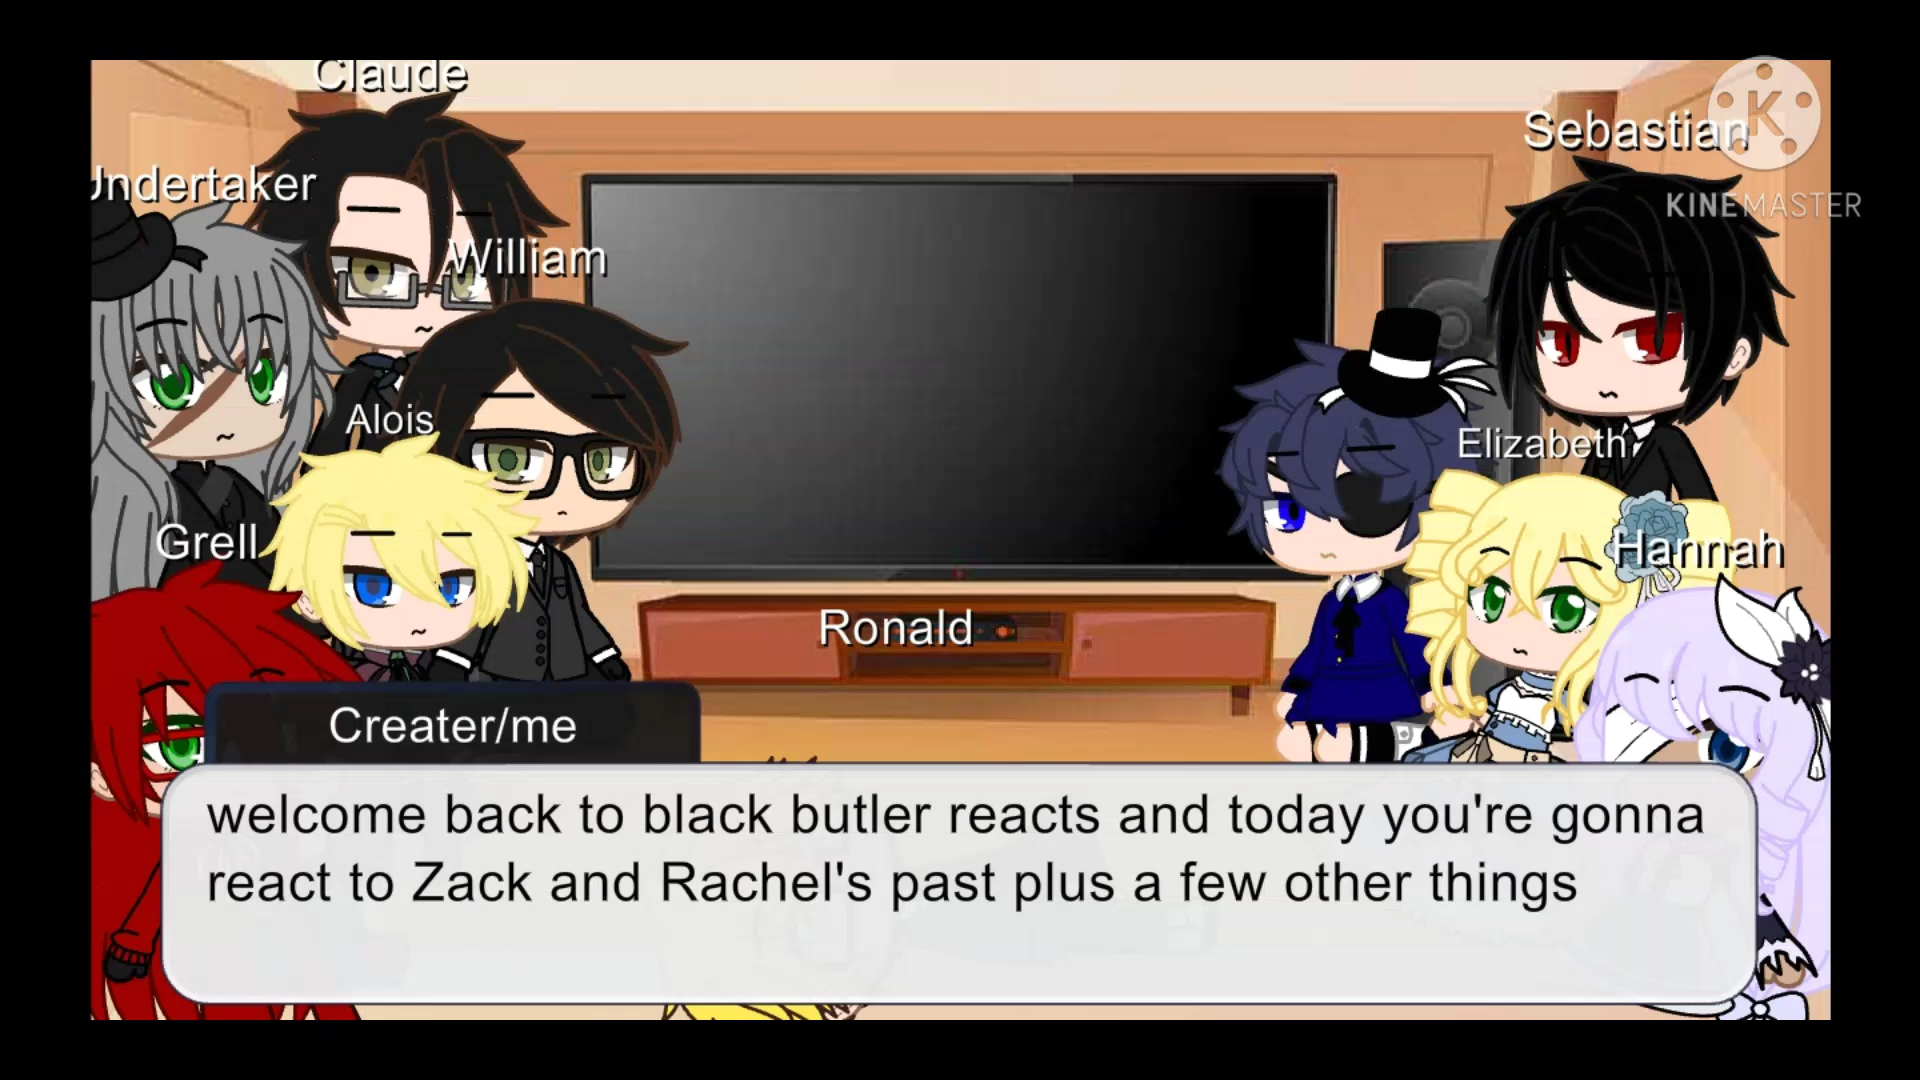 Claude
Sebastian
KINEMASTER
Undertaker
William
Alois
Elizabeth
Grell
Hannah
Ronald
Creater/me
welcome back to black butler reacts and today you're gonna
react to Zack and Rachel's past plus a few other things